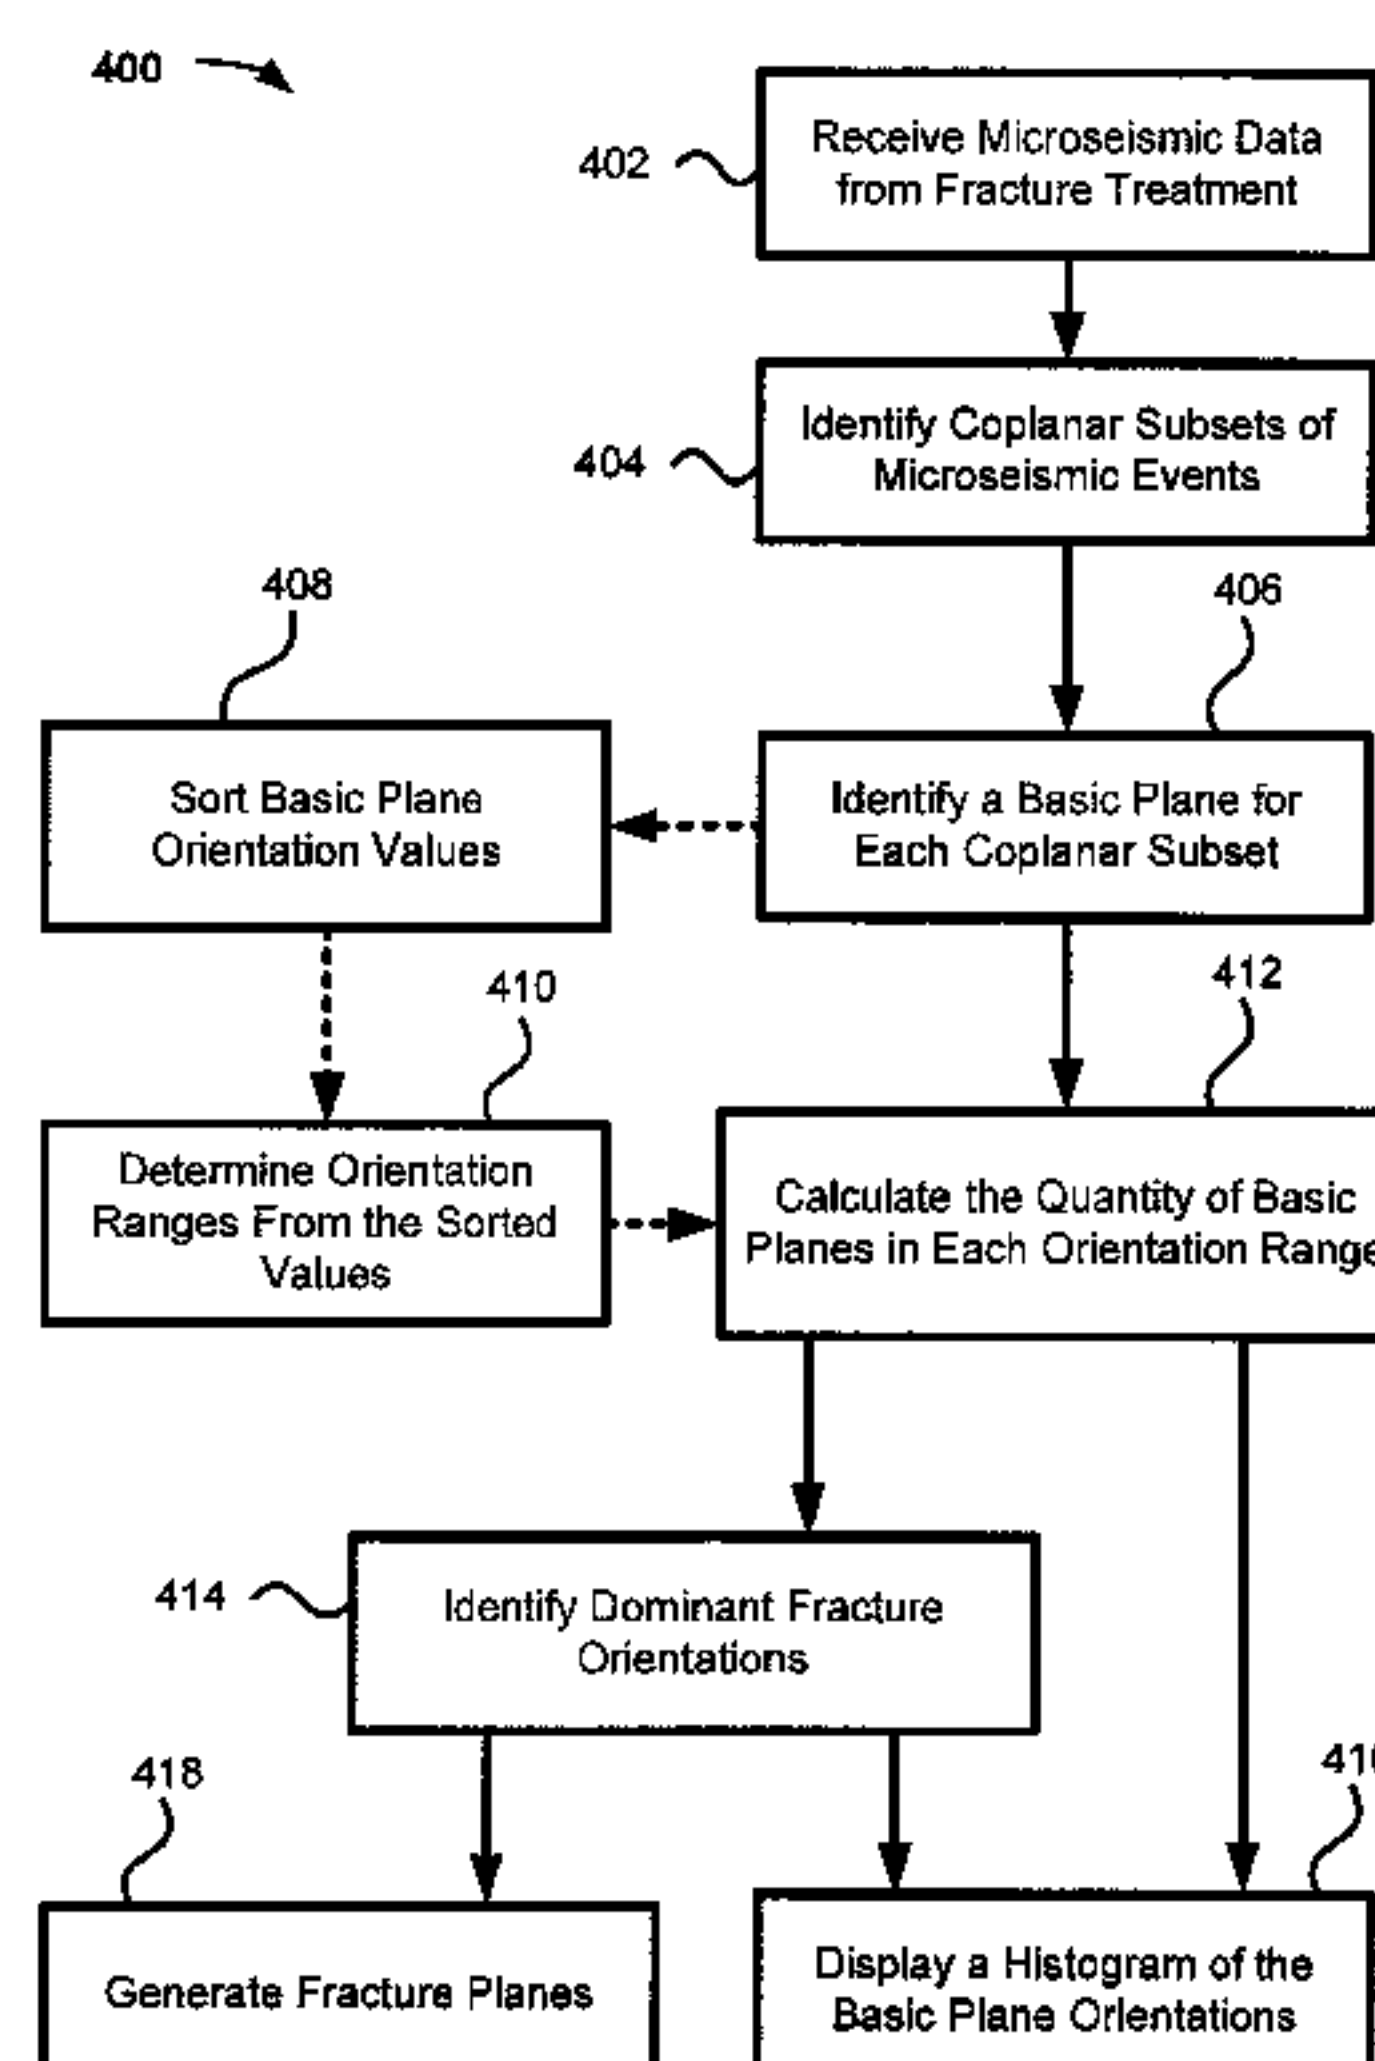 400
402
Receive Microseismic Data
from Fracture Treatment
404
Identify Coplanar Subsets of
Microseismic Events
408
406
Sort Basic Plane
Orientation Values
Identify a Basic Plane for
Each Coplanar Subset
410
412
Determine Orientation
Ranges From the Sorted
Values
Calculate the Quantity of Basic
Planes in Each Orientation Range
414
Identify Dominant Fracture
Orientations
418
Generate Fracture Planes
Display a Histogram of the
Basic Plane Orientations